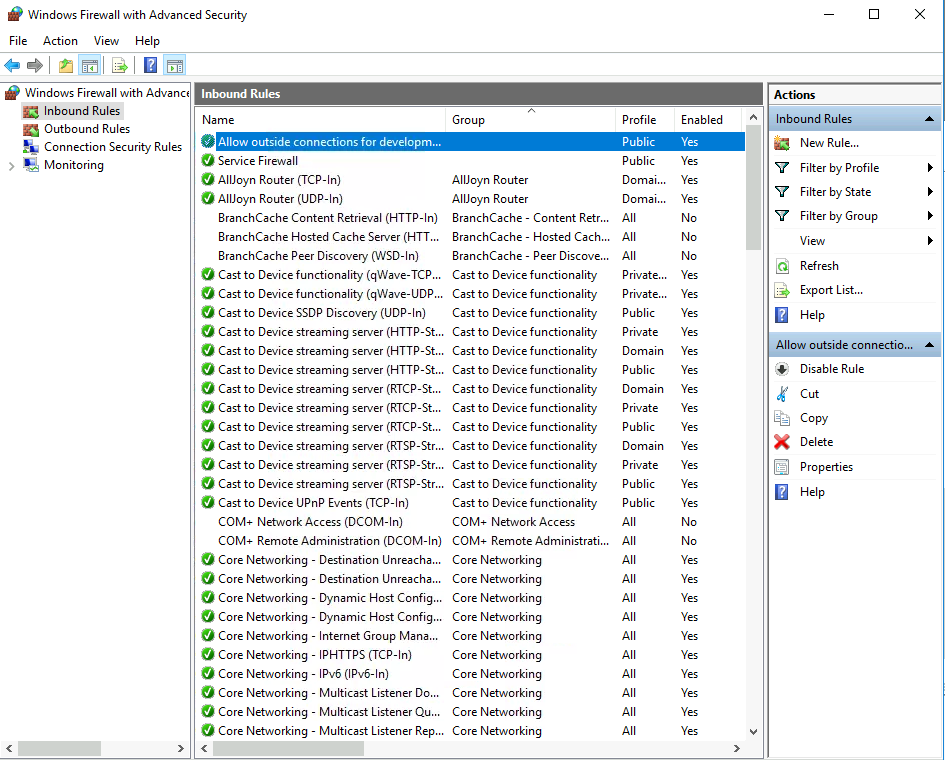 Windows Firewall with Advanced Security
File Action View Help
Windows Firewall with Advance
Inbound Rules
Outbound Rules
Connection Security Rules
Monitoring
Inbound Rules
Name Group Profile Enabled
Allow outside connections for developm... Public Yes
Service Firewall Public Yes
AllJoyn Router (TCP-In) AllJoyn Router Domai... Yes
AllJoyn Router (UDP-In) AllJoyn Router Domai... Yes
BranchCache Content Retrieval (HTTP-In) BranchCache - Content Retr... All No
BranchCache Hosted Cache Server (HTT... BranchCache - Hosted Cach... All No
BranchCache Peer Discovery (WSD-In) BranchCache - Peer Discove... All No
Cast to Device functionality (qWave-TCP... Cast to Device functionality Private... Yes
Cast to Device functionality (qWave-UDP... Cast to Device functionality Private... Yes
Cast to Device SSDP Discovery (UDP-In) Cast to Device functionality Public Yes
Cast to Device streaming server (HTTP-St... Cast to Device functionality Private Yes
Cast to Device streaming server (HTTP-St... Cast to Device functionality Domain Yes
Cast to Device streaming server (HTTP-St... Cast to Device functionality Public Yes
Cast to Device streaming server (RTCP-St... Cast to Device functionality Domain Yes
Cast to Device streaming server (RTCP-St... Cast to Device functionality Private Yes
Cast to Device streaming server (RTCP-St... Cast to Device functionality Public Yes
Cast to Device streaming server (RTSP-Str... Cast to Device functionality Domain Yes
Cast to Device streaming server (RTSP-Str... Cast to Device functionality Private Yes
Cast to Device streaming server (RTSP-Str... Cast to Device functionality Public Yes
Cast to Device UPnP Events (TCP-In) Cast to Device functionality Public Yes
COM+ Network Access (DCOM-In) COM+ Network Access All No
COM+ Remote Administration (DCOM-In) COM+ Remote Administrati... All No
Core Networking - Destination Unreacha... Core Networking All Yes
Core Networking - Destination Unreacha... Core Networking All Yes
Core Networking - Dynamic Host Config... Core Networking All Yes
Core Networking - Dynamic Host Config... Core Networking All Yes
Core Networking - Internet Group Mana... Core Networking All Yes
Core Networking - IPHTTPS (TCP-In) Core Networking All Yes
Core Networking - IPv6 (IPv6-In) Core Networking All Yes
Core Networking - Multicast Listener Do... Core Networking All Yes
Core Networking - Multicast Listener Qu... Core Networking All Yes
Core Networking - Multicast Listener Rep... Core Networking All Yes
Actions
Inbound Rules
New Rule...
Filter by Profile
Filter by State
Filter by Group
View
Refresh
Export List...
Help
Allow outside connectio...
Disable Rule
Cut
Copy
Delete
Properties
Help